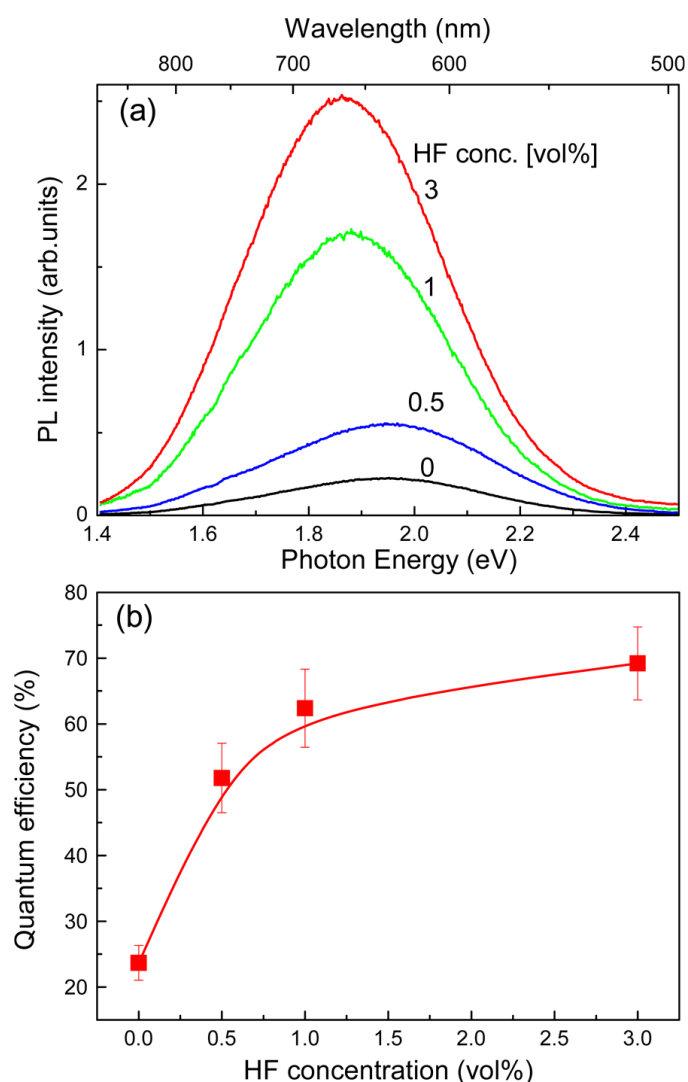 Wavelength (nm)
800 700 600 500
(a)
HF conc. [vol%]
3
1
0.5
0
PL intensity (arb.units)
2
1
0
1.4 1.6 1.8 2.0 2.2 2.4
Photon Energy (eV)
(b)
Quantum efficiency (%)
80
70
60
50
40
30
20
0.0 0.5 1.0 1.5 2.0 2.5 3.0
HF concentration (vol%)